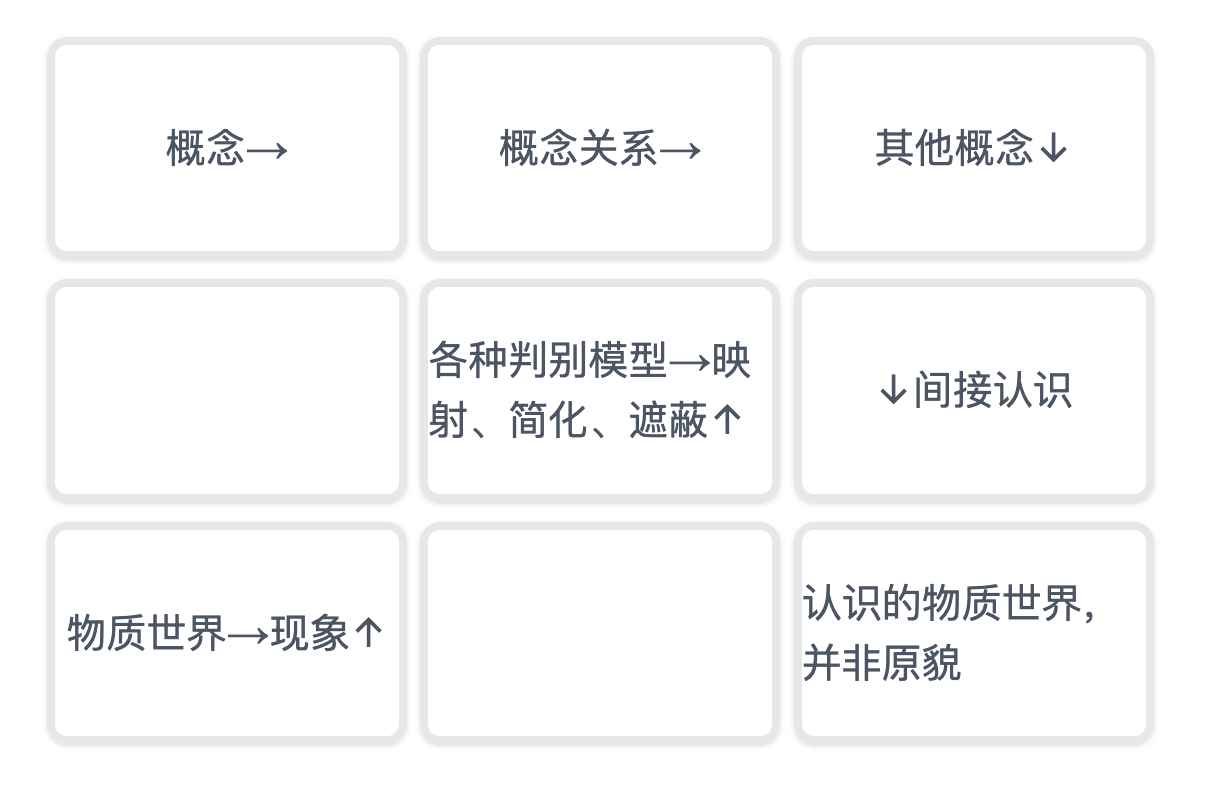 概念→
概念关系→
其他概念↓
各种判别模型→映
射、简化、遮蔽↑
↓间接认识
物质世界→现象↑
认识的物质世界，
并非原貌